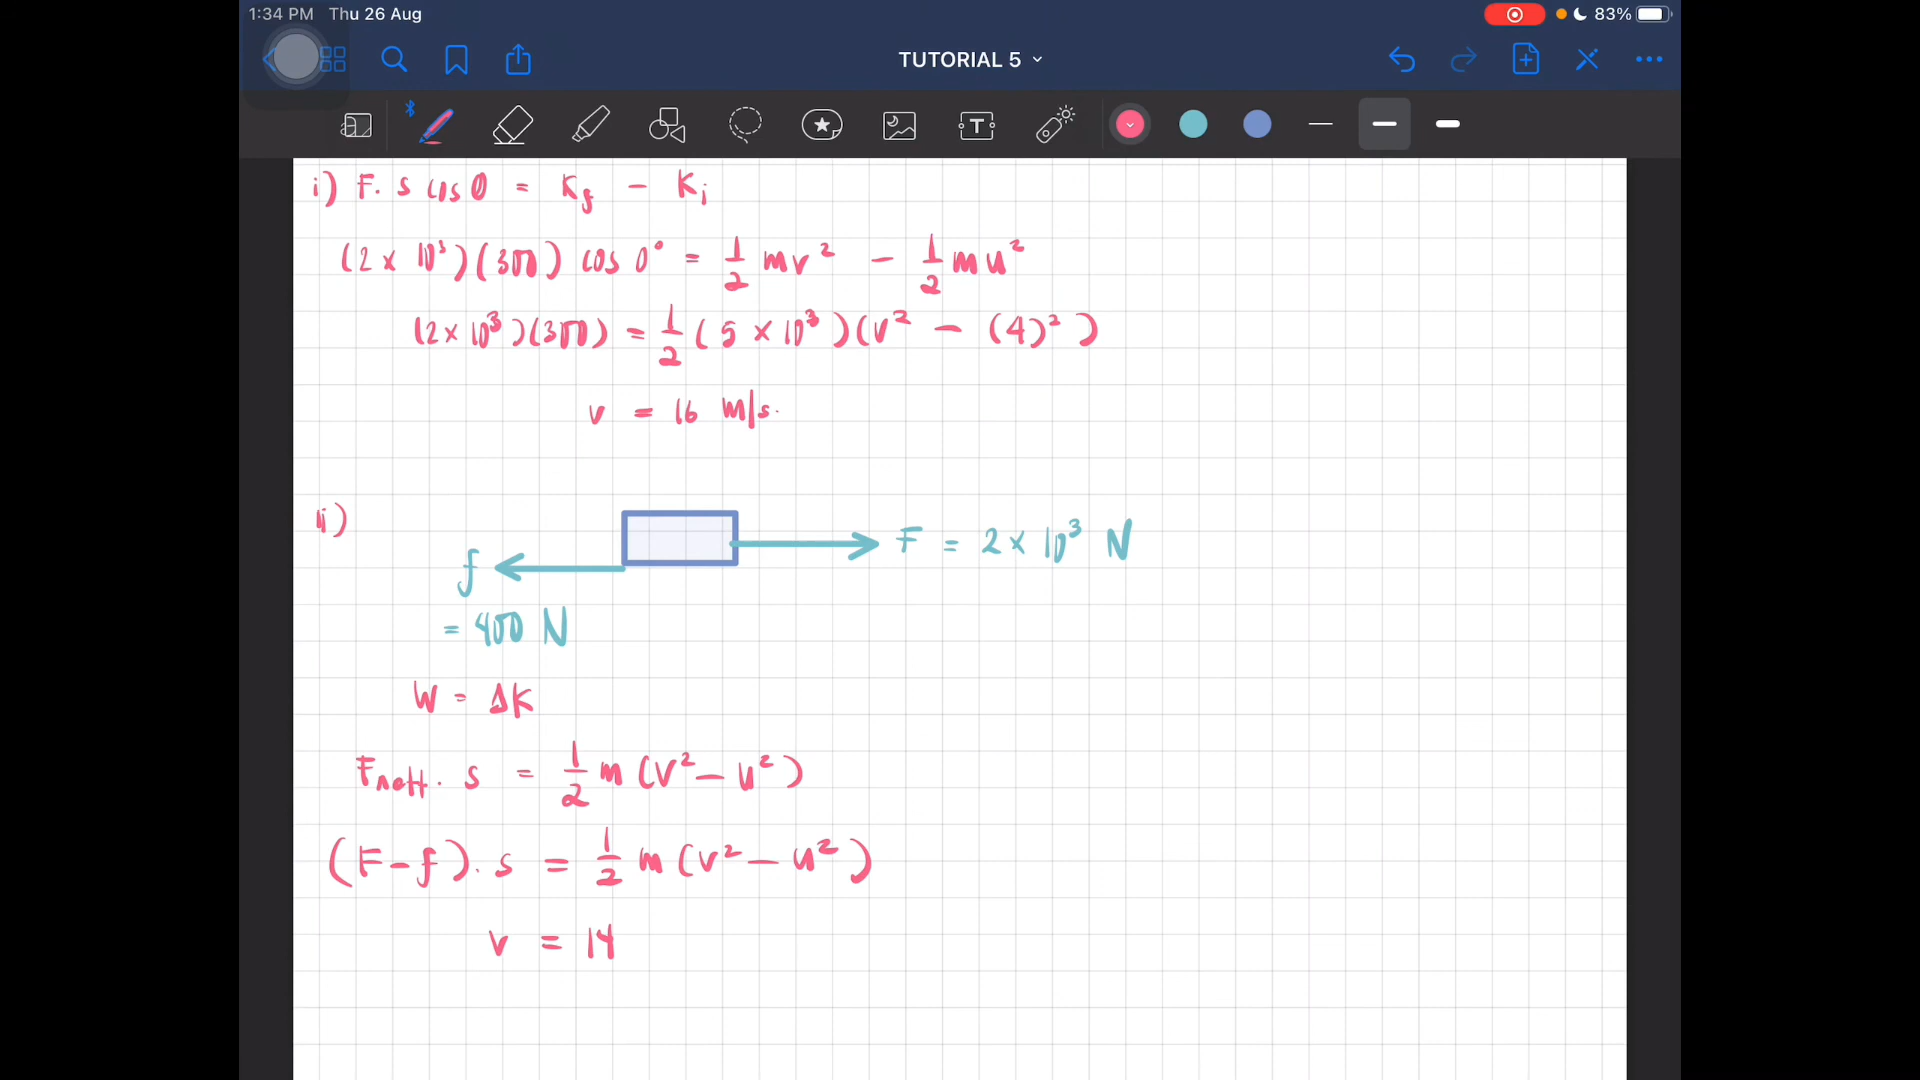 1:34 PM Thu 26 Aug 83%
TUTORIAL 5
T
i) F. s cos θ = Kf - Ki
(2 x 10³)(300) cos 0° = 1/2 mv² - 1/2 mu²
(2 x 10³)(300) = 1/2 (5 x 10³)(v² - (4)²)
v = 16 m/s.
ii)
F = 2 x 10³ N
f
= 400 N
W = ΔK
Fnett. s = 1/2 m (v² - u²)
(F - f). s = 1/2 m (v² - u²)
v = 14